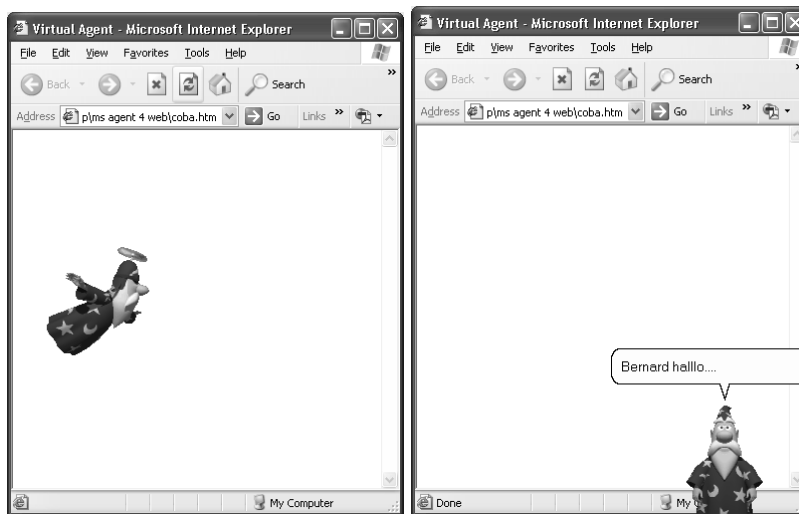 Virtual Agent - Microsoft Internet Explorer
File Edit View Favorites Tools Help
Back Search »
Address p\ms agent 4 web\coba.htm Go Links »
My Computer
Virtual Agent - Microsoft Internet Explorer
File Edit View Favorites Tools Help
Back Search
Address p\ms agent 4 web\coba.htm Go Links »
Bernard halllo....
Done